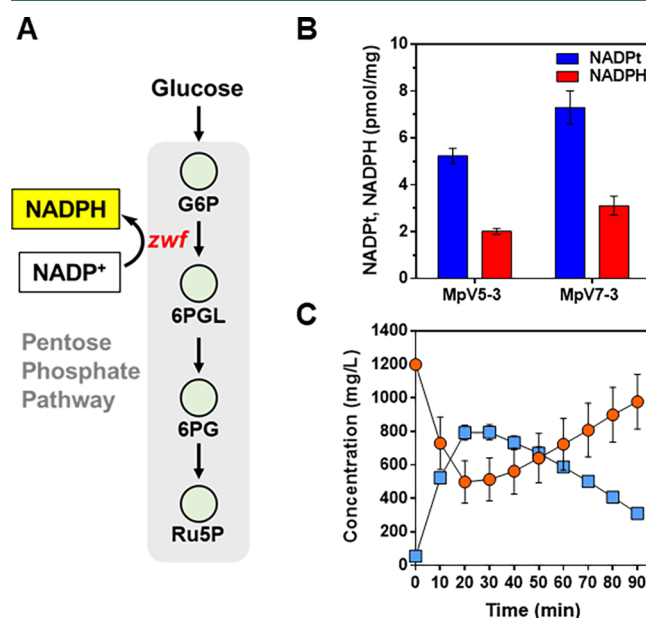 A
Glucose
G6P
NADPH
zwf
NADP⁺
6PGL
Pentose
Phosphate
Pathway
6PG
Ru5P
B
NADPt
NADPH
NADPt, NADPH (pmol/mg)
10
8
6
4
2
0
MpV5-3
MpV7-3
C
Concentration (mg/L)
1400
1200
1000
800
600
400
200
0
0 10 20 30 40 50 60 70 80 90
Time (min)